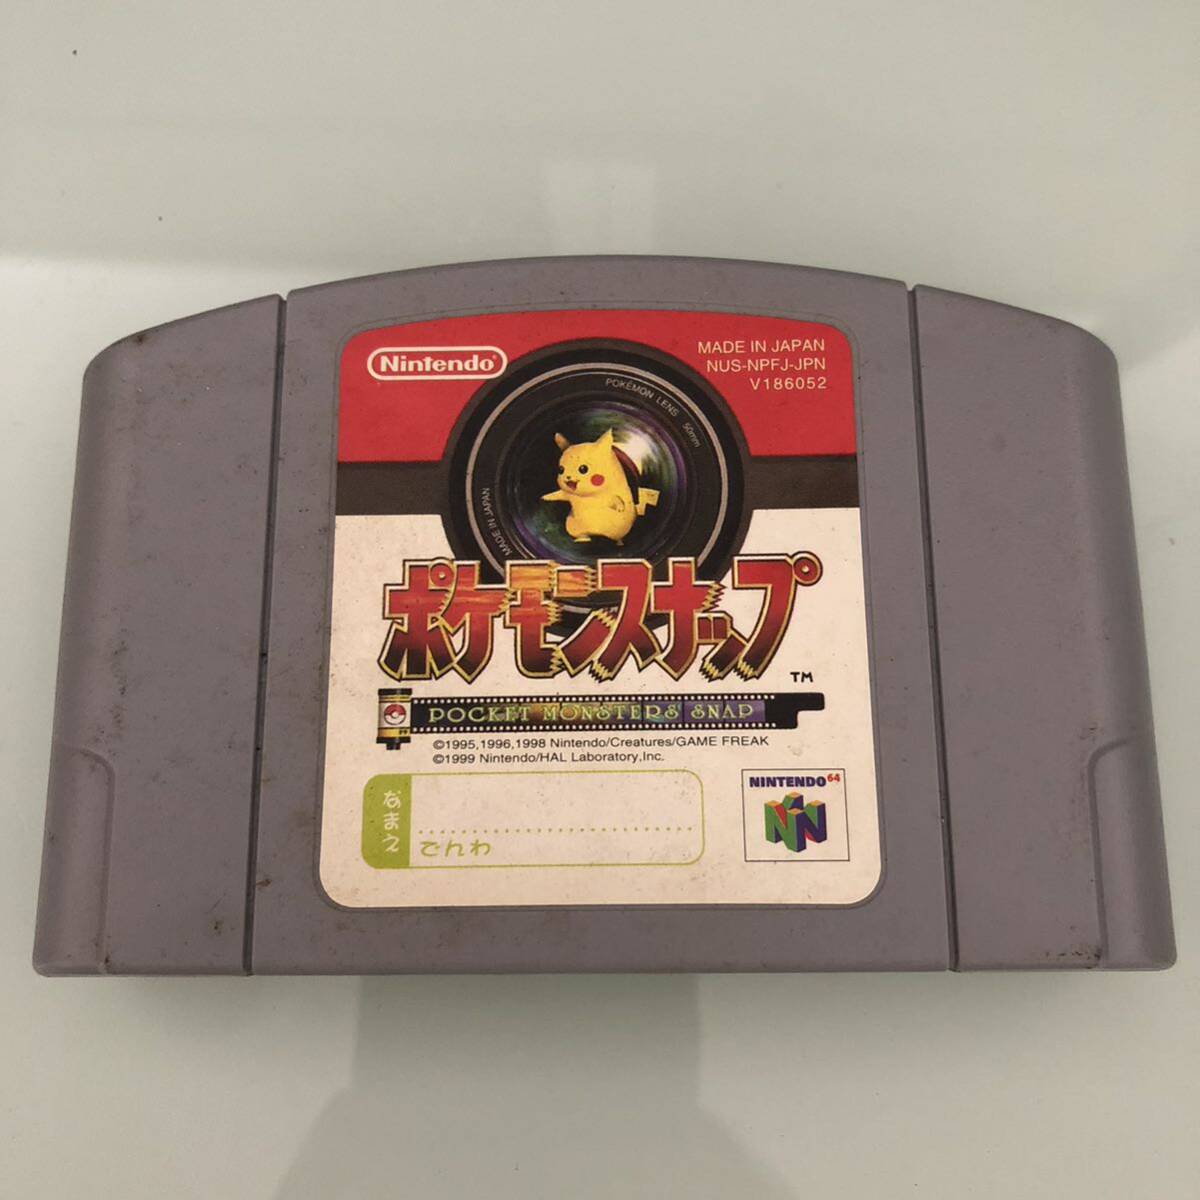 Nintendo
MADE IN JAPAN
NUS-NPFJ-JPN
V186052
POKÉMON LENS 50mm
MADE IN JAPAN
ポケモンスナップ
TM
POCKET MONSTERS SNAP
©1995,1996,1998 Nintendo/Creatures/GAME FREAK
©1999 Nintendo/HAL Laboratory,Inc.
なまえ
でんわ
NINTENDO64